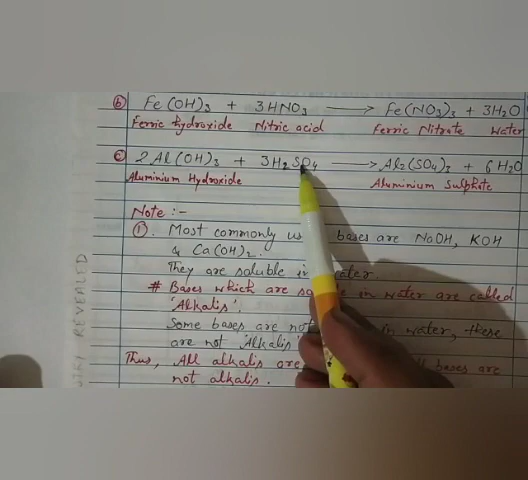 b) Fe(OH)3 + 3HNO3 → Fe(NO3)3 + 3H2O
Ferric hydroxide Nitric acid Ferric Nitrate Water
c) 2Al(OH)3 + 3H2SO4 → Al2(SO4)3 + 6H2O
Aluminium Hydroxide Aluminium Sulphate
Note :-
①. Most commonly bases are NaOH, KOH
& Ca(OH)2.
They are soluble water.
# Bases which are in water are called
'Alkalis'.
Some bases are not in water, these
are not 'Alkalis'
Thus, All alkalis are bases are
not alkalis.
REVEALED